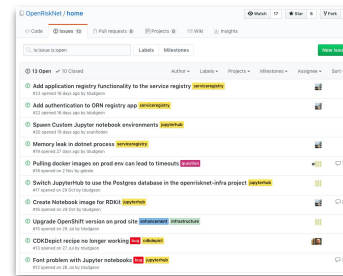 OpenRiskNet / home
Watch 17 Star 6 Fork
Code Issues 13 Pull requests 0 Projects 0 Wiki Insights
is:issue is:open Labels Milestones New issu
13 Open 10 Closed Author Labels Projects Milestones Assignee Sort
Add application registry functionality to the service registry serviceregistry
Add authentication to ORN registry app serviceregistry
Spawn Custom Jupyter notebook environments jupyterhub
Memory leak in dotnet process serviceregistry
Pulling docker images on prod env can lead to timeouts question
Switch JupyterHub to use the Postgres database in the openrisknet-infra project jupyterhub
Create Notebook image for RDKit jupyterhub
Upgrade OpenShift version on prod site enhancement infrastructure
CDKDepict recipe no longer working bug cdkdepict
Font problem with Jupyter notebooks bug jupyterhub